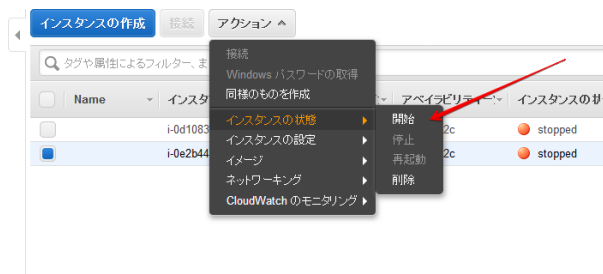 インスタンスの作成 接続 アクション
タグや属性によるフィルター、ま
Name インスタ アベイラビリティー インスタンスのサ
i-0d1083 2c stopped
i-0e2b44 2c stopped
接続
Windows パスワードの取得
同様のものを作成
インスタンスの状態
インスタンスの設定
イメージ
ネットワーキング
CloudWatch のモニタリング
開始
停止
再起動
削除